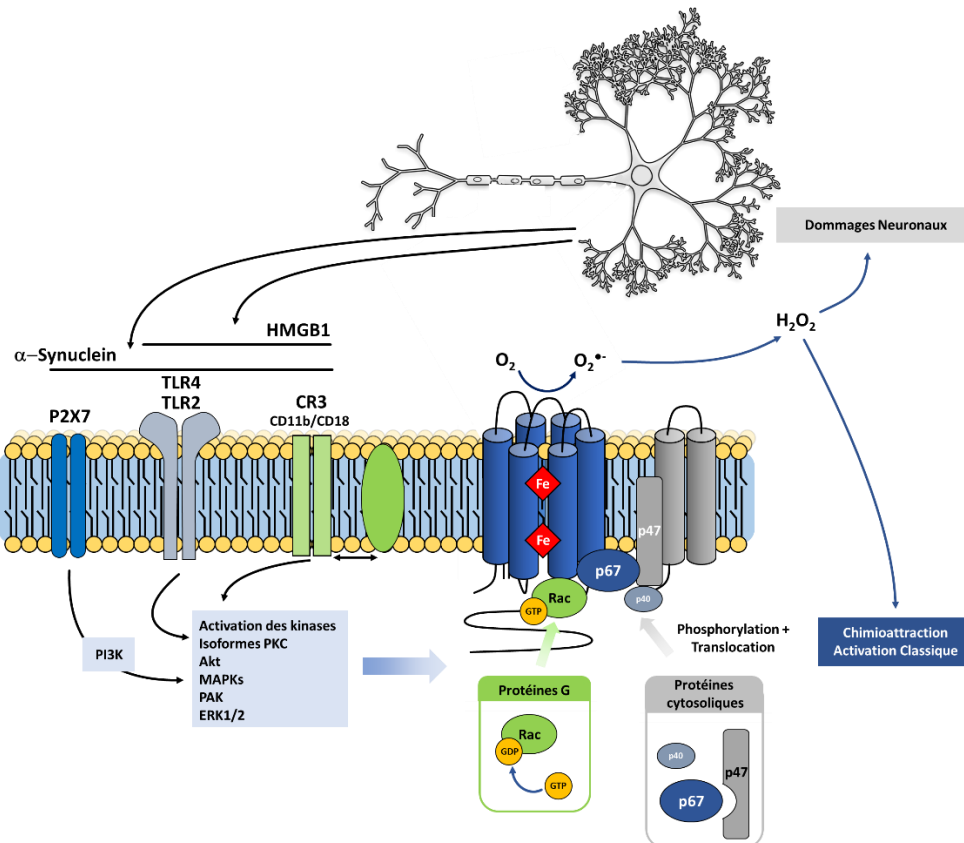 Dommages Neuronaux
HMGB1
H2O2
α–Synuclein
O2
O2•-
TLR4
TLR2
P2X7
CR3
CD11b/CD18
Fe
Fe
p47
p67
Rac
GTP
p40
Activation des kinases
Isoformes PKC
Akt
MAPKs
PAK
ERK1/2
PI3K
Phosphorylation +
Translocation
Chimioattraction
Activation Classique
Protéines G
Rac
GDP
GTP
Protéines
cytosoliques
p40
p47
p67